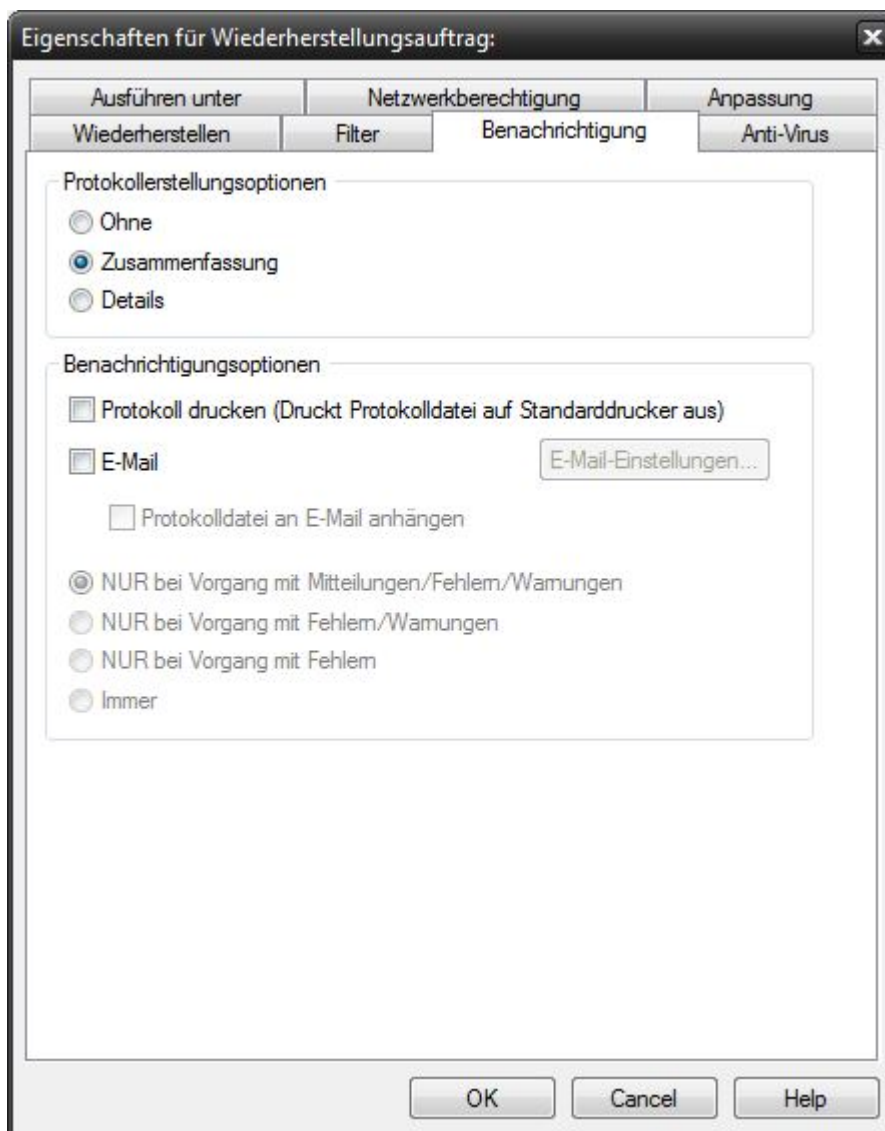 Eigenschaften für Wiederherstellungsauftrag:
Ausführen unter Netzwerkberechtigung Anpassung
Wiederherstellen Filter Benachrichtigung Anti-Virus
Protokollerstellungsoptionen
Ohne
Zusammenfassung
Details
Benachrichtigungsoptionen
Protokoll drucken (Druckt Protokolldatei auf Standarddrucker aus)
E-Mail E-Mail-Einstellungen...
Protokolldatei an E-Mail anhängen
NUR bei Vorgang mit Mitteilungen/Fehlern/Warnungen
NUR bei Vorgang mit Fehlern/Warnungen
NUR bei Vorgang mit Fehlern
Immer
OK Cancel Help